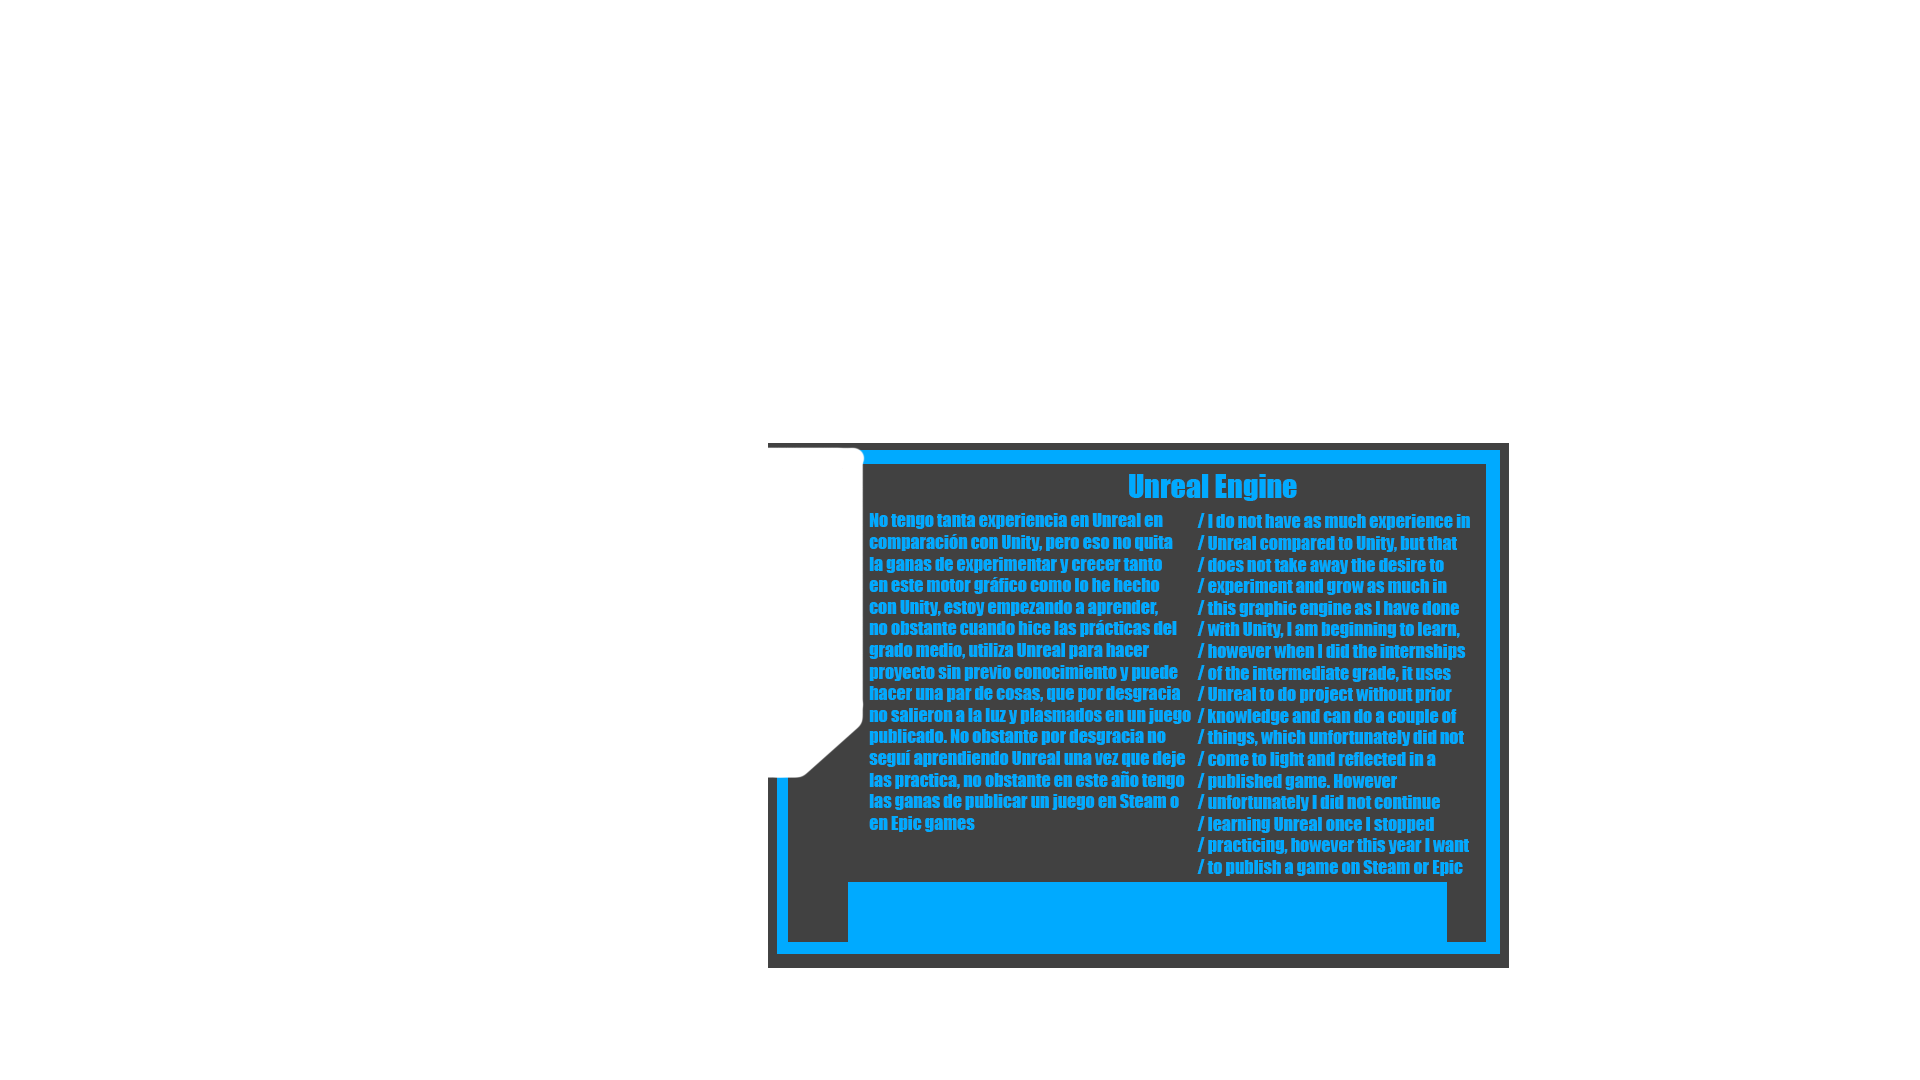 Unreal Engine
No tengo tanta experiencia en Unreal en
comparación con Unity, pero eso no quita
la ganas de experimentar y crecer tanto
en este motor gráfico como lo he hecho
con Unity, estoy empezando a aprender,
no obstante cuando hice las prácticas del
grado medio, utiliza Unreal para hacer
proyecto sin previo conocimiento y puede
hacer una par de cosas, que por desgracia
no salieron a la luz y plasmados en un juego
publicado. No obstante por desgracia no
seguí aprendiendo Unreal una vez que deje
las practica, no obstante en este año tengo
las ganas de publicar un juego en Steam o
en Epic games
/ I do not have as much experience in
/ Unreal compared to Unity, but that
/ does not take away the desire to
/ experiment and grow as much in
/ this graphic engine as I have done
/ with Unity, I am beginning to learn,
/ however when I did the internships
/ of the intermediate grade, it uses
/ Unreal to do project without prior
/ knowledge and can do a couple of
/ things, which unfortunately did not
/ come to light and reflected in a
/ published game. However
/ unfortunately I did not continue
/ learning Unreal once I stopped
/ practicing, however this year I want
/ to publish a game on Steam or Epic